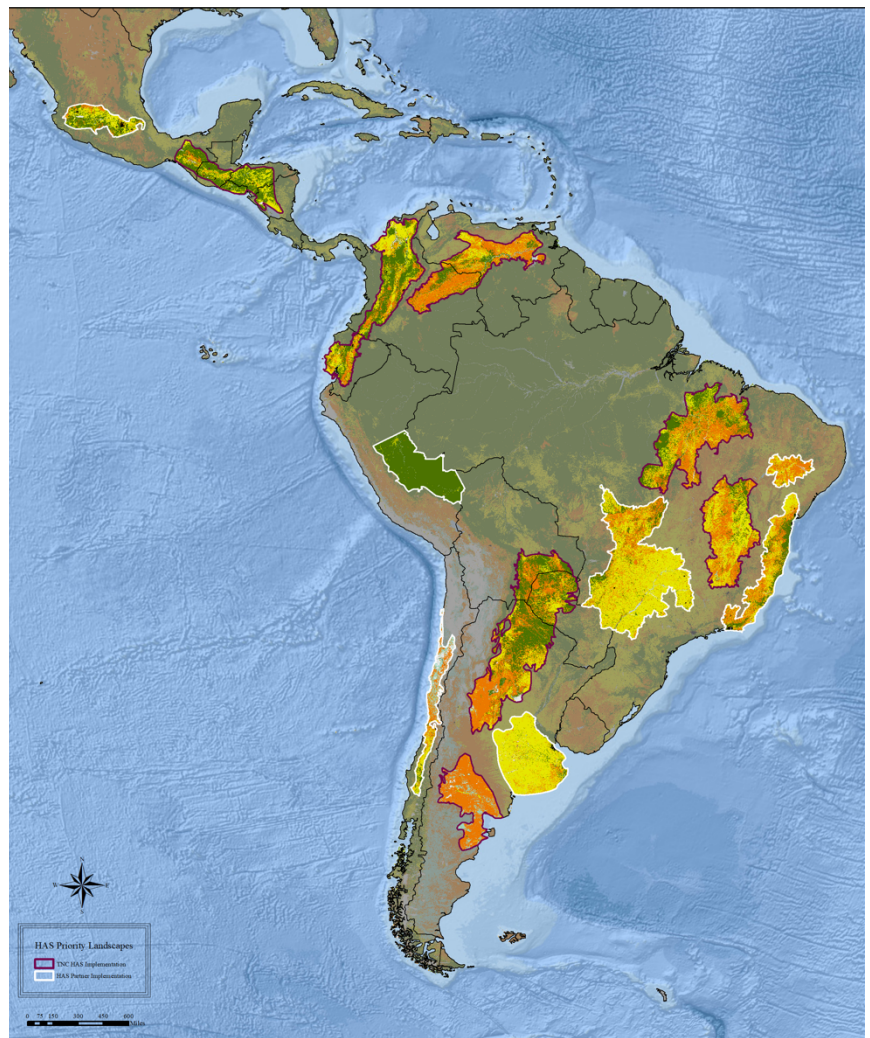 N
W E
S
HAS Priority Landscapes
TNC HAS Implementation
HAS Partner Implementation
0 75 150 300 450 600
Miles